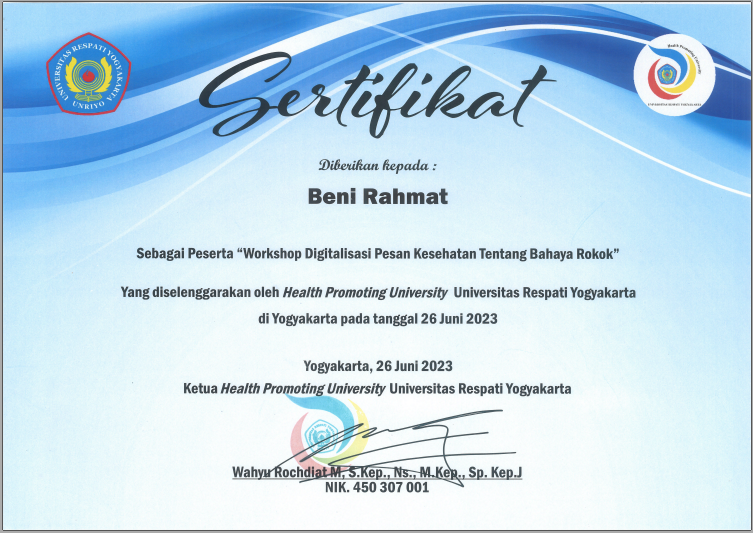 UNIVERSITAS RESPATI YOGYAKARTA
UNRIYO
Health Promoting University
UNIVERSITAS RESPATI YOGYAKARTA
Sertifikat
Diberikan kepada :
Beni Rahmat
Sebagai Peserta “Workshop Digitalisasi Pesan Kesehatan Tentang Bahaya Rokok”
Yang diselenggarakan oleh Health Promoting University Universitas Respati Yogyakarta
di Yogyakarta pada tanggal 26 Juni 2023
Yogyakarta, 26 Juni 2023
Ketua Health Promoting University Universitas Respati Yogyakarta
Wahyu Rochdiat M, S.Kep., Ns., M.Kep., Sp. Kep.J
NIK. 450 307 001